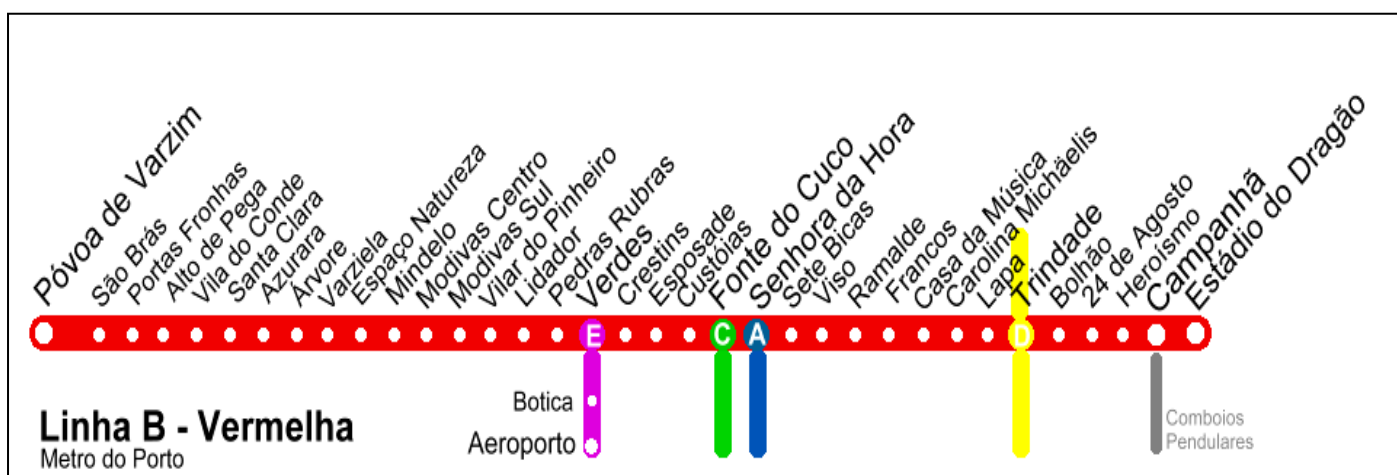 Póvoa de Varzim
São Brás
Portas Fronhas
Alto de Pega
Vila do Conde
Santa Clara
Azurara
Árvore
Varziela
Espaço Natureza
Mindelo
Modivas Centro
Modivas Sul
Vilar do Pinheiro
Lidador
Pedras Rubras
Verdes
Crestins
Esposade
Custóias
Fonte do Cuco
Senhora da Hora
Sete Bicas
Viso
Ramalde
Francos
Casa da Música
Carolina Michäelis
Lapa
Trindade
Bolhão
24 de Agosto
Heroísmo
Campanhã
Estádio do Dragão
E
C
A
D
Botica
Aeroporto
Linha B - Vermelha
Metro do Porto
Comboios
Pendulares